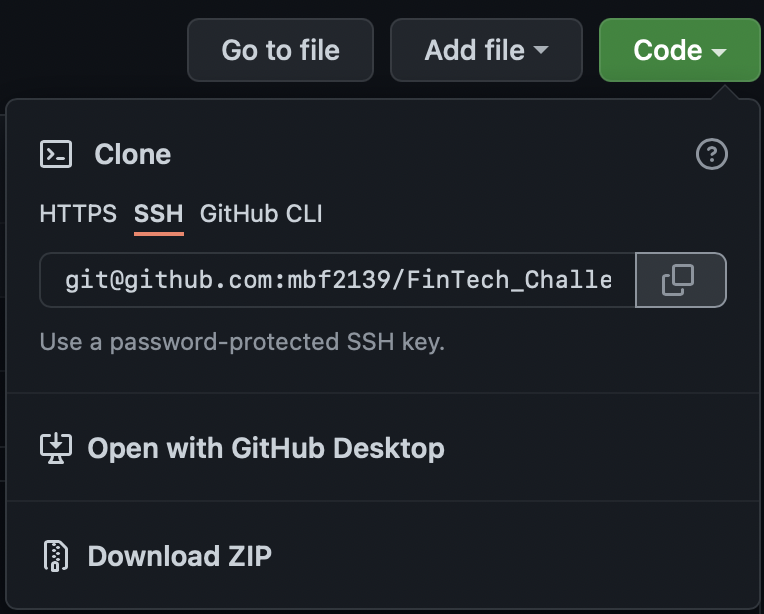 Go to file Add file Code
Clone
HTTPS SSH GitHub CLI
git@github.com:mbf2139/FinTech_Challe
Use a password-protected SSH key.
Open with GitHub Desktop
Download ZIP